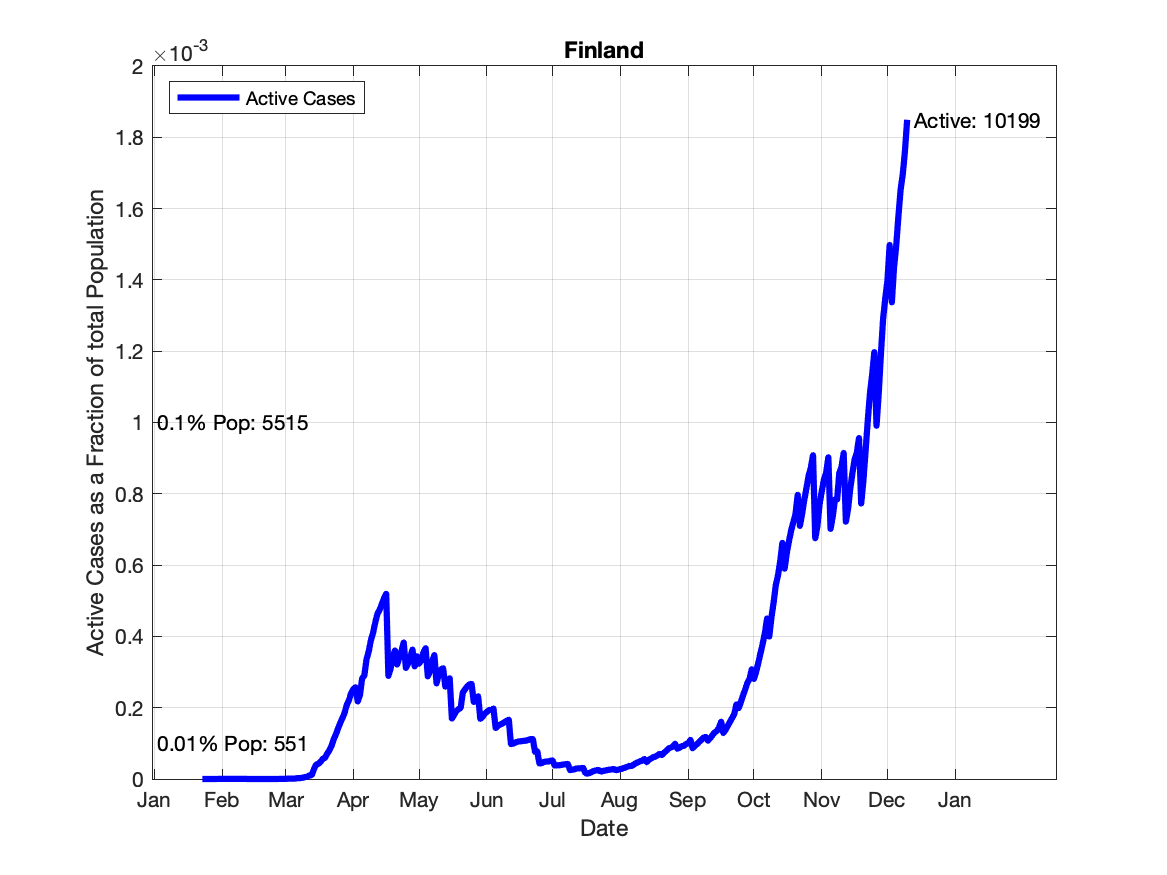 Finland
×10-3
2
1.8
1.6
1.4
1.2
1
0.8
0.6
0.4
0.2
0
Active Cases as a Fraction of total Population
Active Cases
Active: 10199
0.1% Pop: 5515
0.01% Pop: 551
Jan Feb Mar Apr May Jun Jul Aug Sep Oct Nov Dec Jan
Date